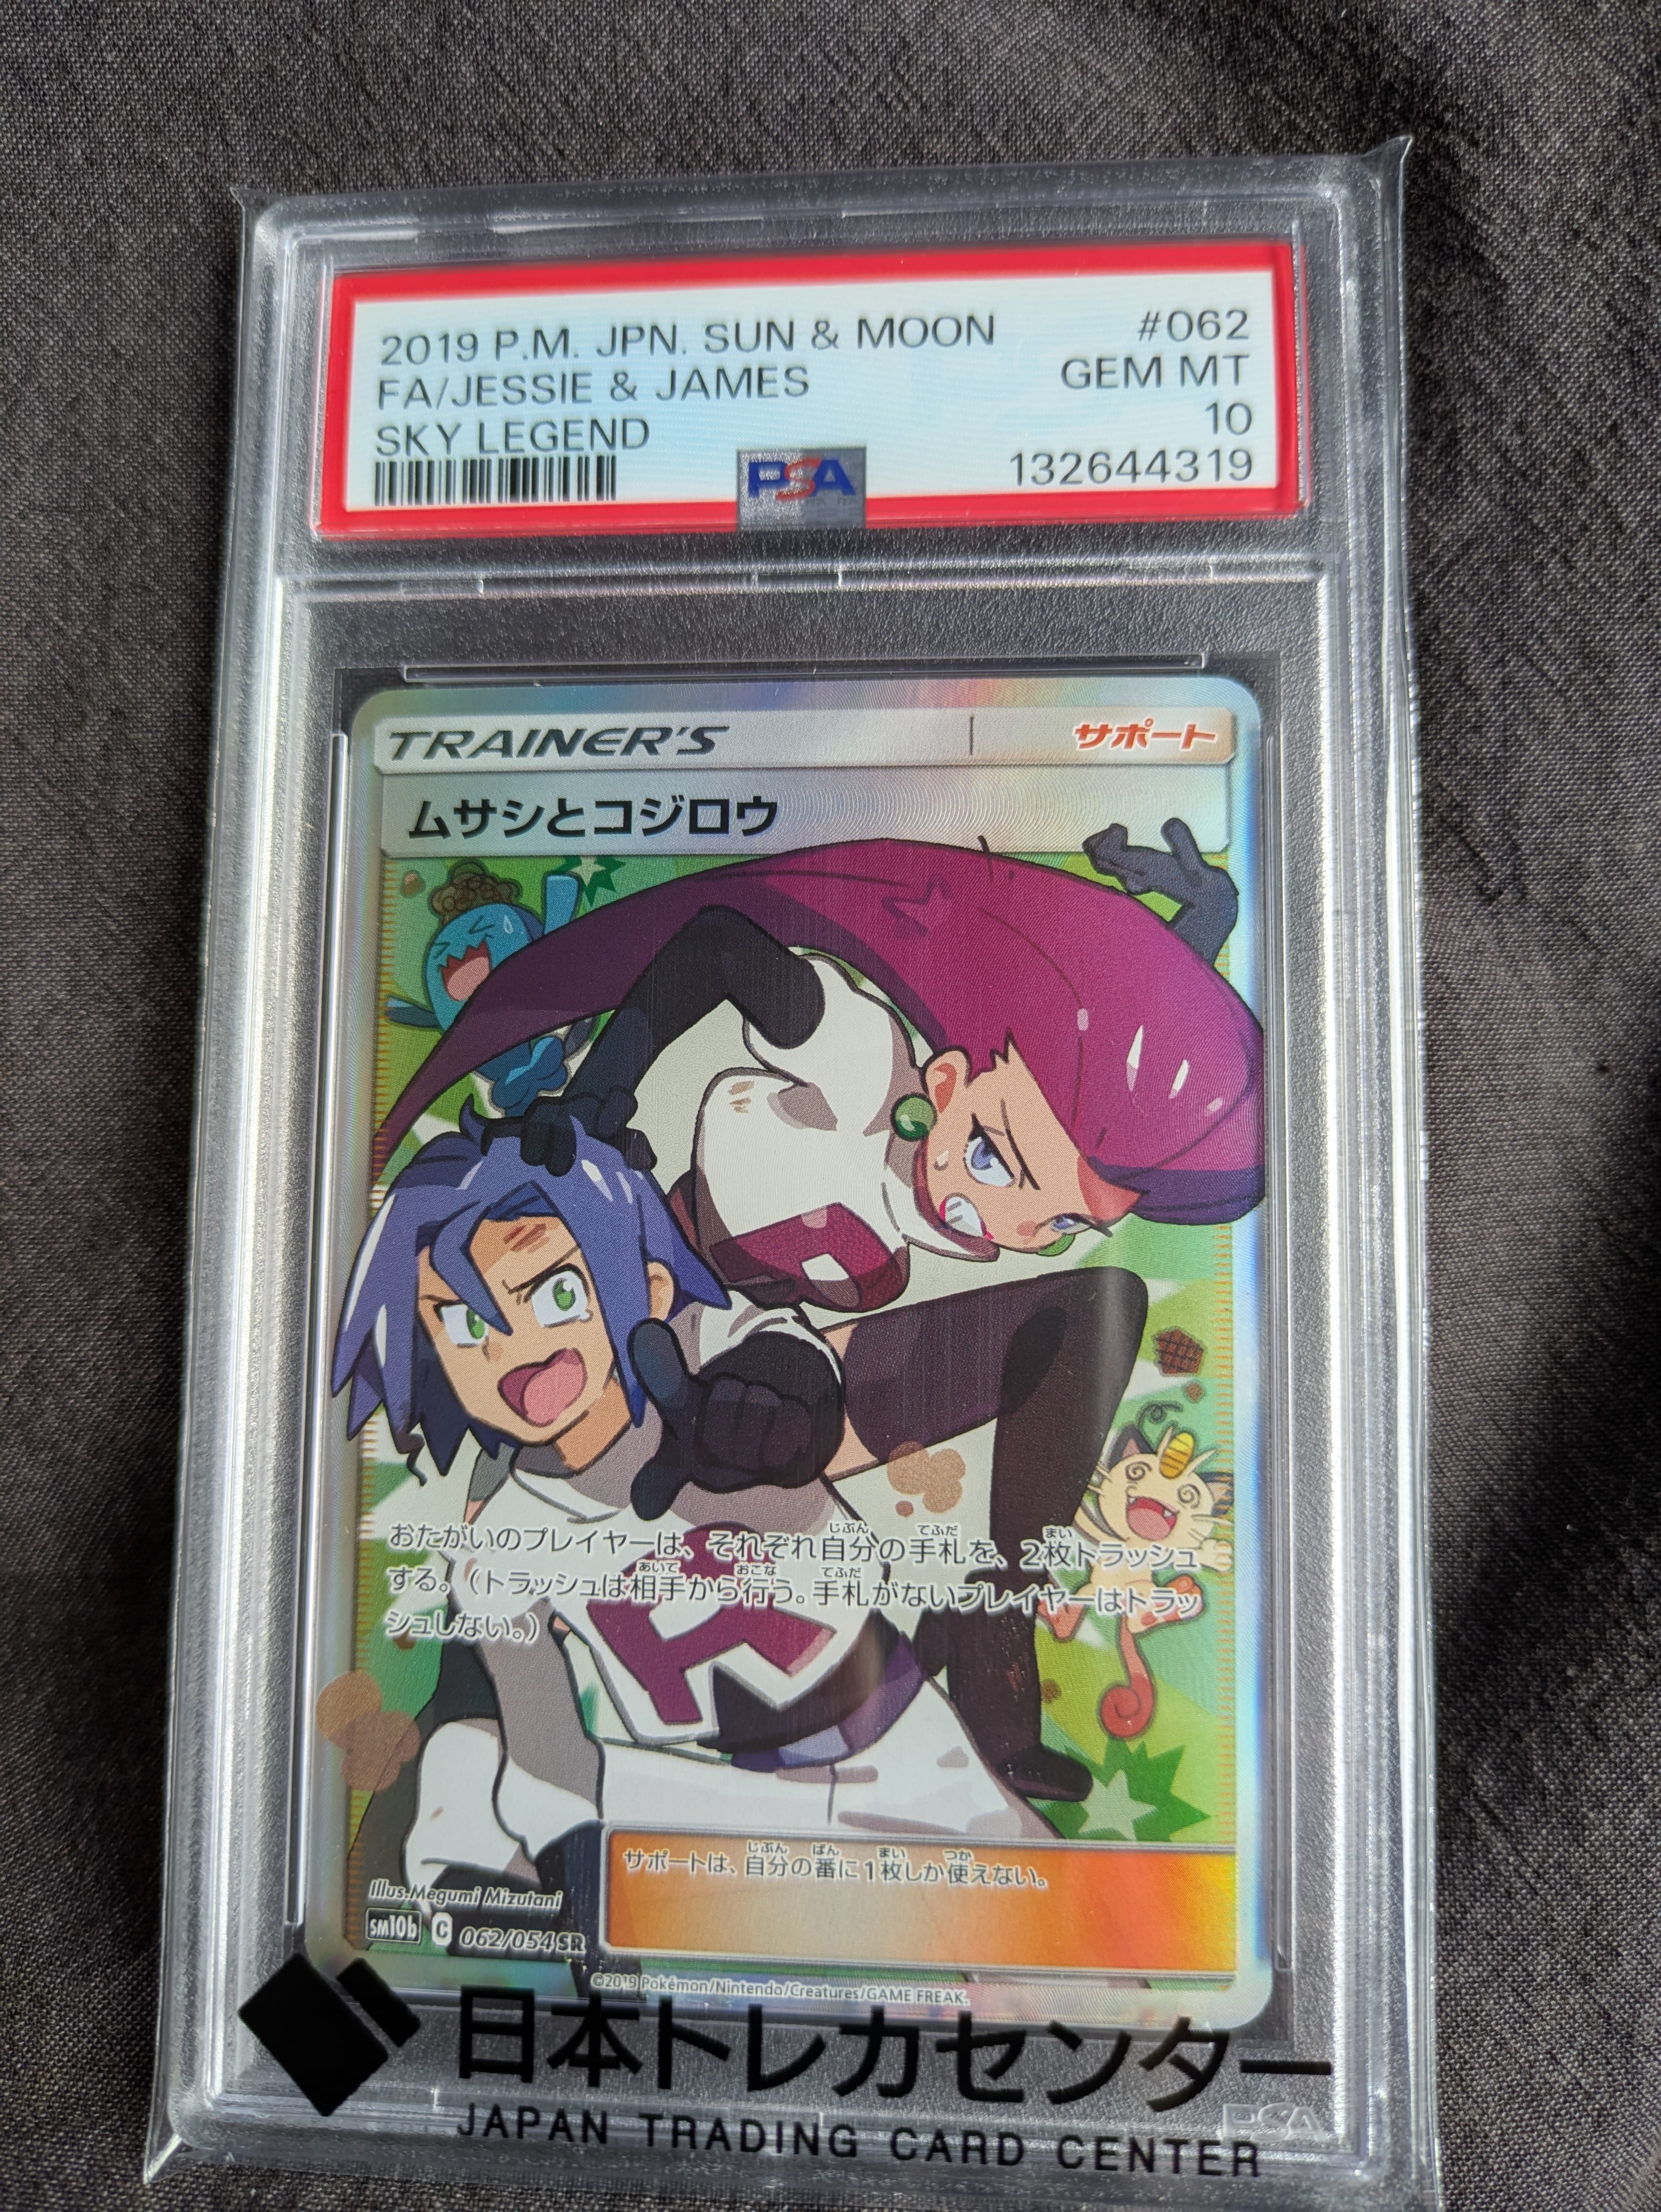 2019 P.M. JPN. SUN & MOON #062
FA/JESSIE & JAMES GEM MT
SKY LEGEND 10
PSA 132644319
TRAINER'S サポート
ムサシとコジロウ
おたがいのプレイヤーは、それぞれ自分の手札を、2枚トラッシュ
する。(トラッシュは相手から行う。手札がないプレイヤーはトラッ
シュしない。)
サポートは、自分の番に1枚しか使えない。
Illus.Megumi Mizutani
SM10b C 062/054 SR
©2019 Pokémon/Nintendo/Creatures/GAME FREAK.
日本トレカセンター
JAPAN TRADING CARD CENTER
PSA